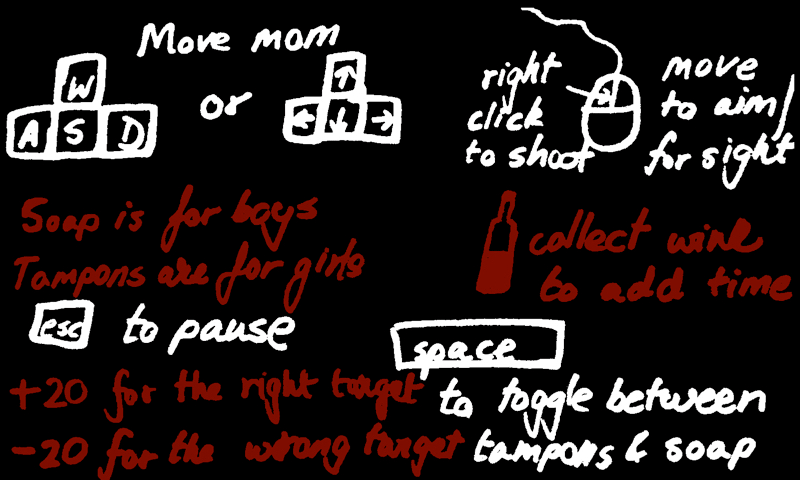 Move mom
W
A S D
or
↑
← ↓ →
right
click
to shoot
move
to aim/
for sight
Soap is for boys
Tampons are for girls
collect wine
to add time
esc to pause
space
to toggle between
tampons & soap
+20 for the right target
-20 for the wrong target